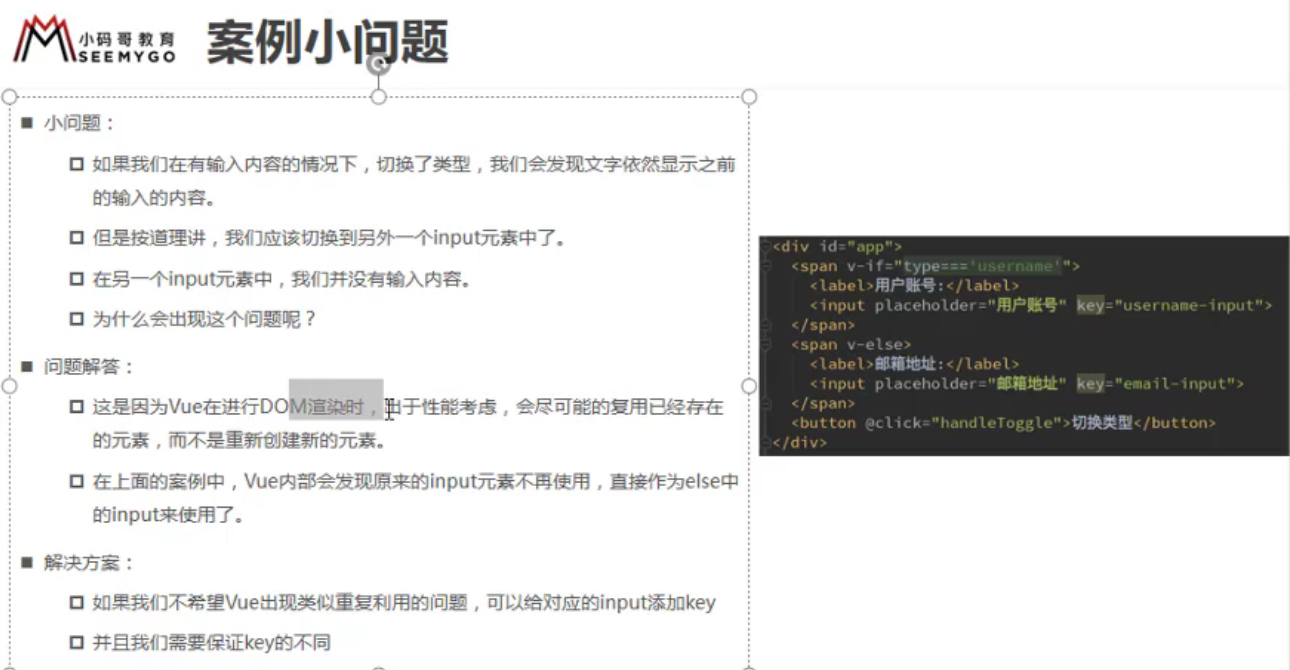 小码哥教育
SEEMYGO
案例小问题
小问题：
如果我们在有输入内容的情况下，切换了类型，我们会发现文字依然显示之前
的输入的内容。
但是按道理讲，我们应该切换到另外一个input元素中了。
在另一个input元素中，我们并没有输入内容。
为什么会出现这个问题呢？
问题解答：
这是因为Vue在进行DOM渲染时，出于性能考虑，会尽可能的复用已经存在
的元素，而不是重新创建新的元素。
在上面的案例中，Vue内部会发现原来的input元素不再使用，直接作为else中
的input来使用了。
解决方案：
如果我们不希望Vue出现类似重复利用的问题，可以给对应的input添加key
并且我们需要保证key的不同
<div id="app">
<span v-if="type==='username'">
<label>用户账号:</label>
<input placeholder="用户账号" key="username-input">
</span>
<span v-else>
<label>邮箱地址:</label>
<input placeholder="邮箱地址" key="email-input">
</span>
<button @click="handleToggle">切换类型</button>
</div>